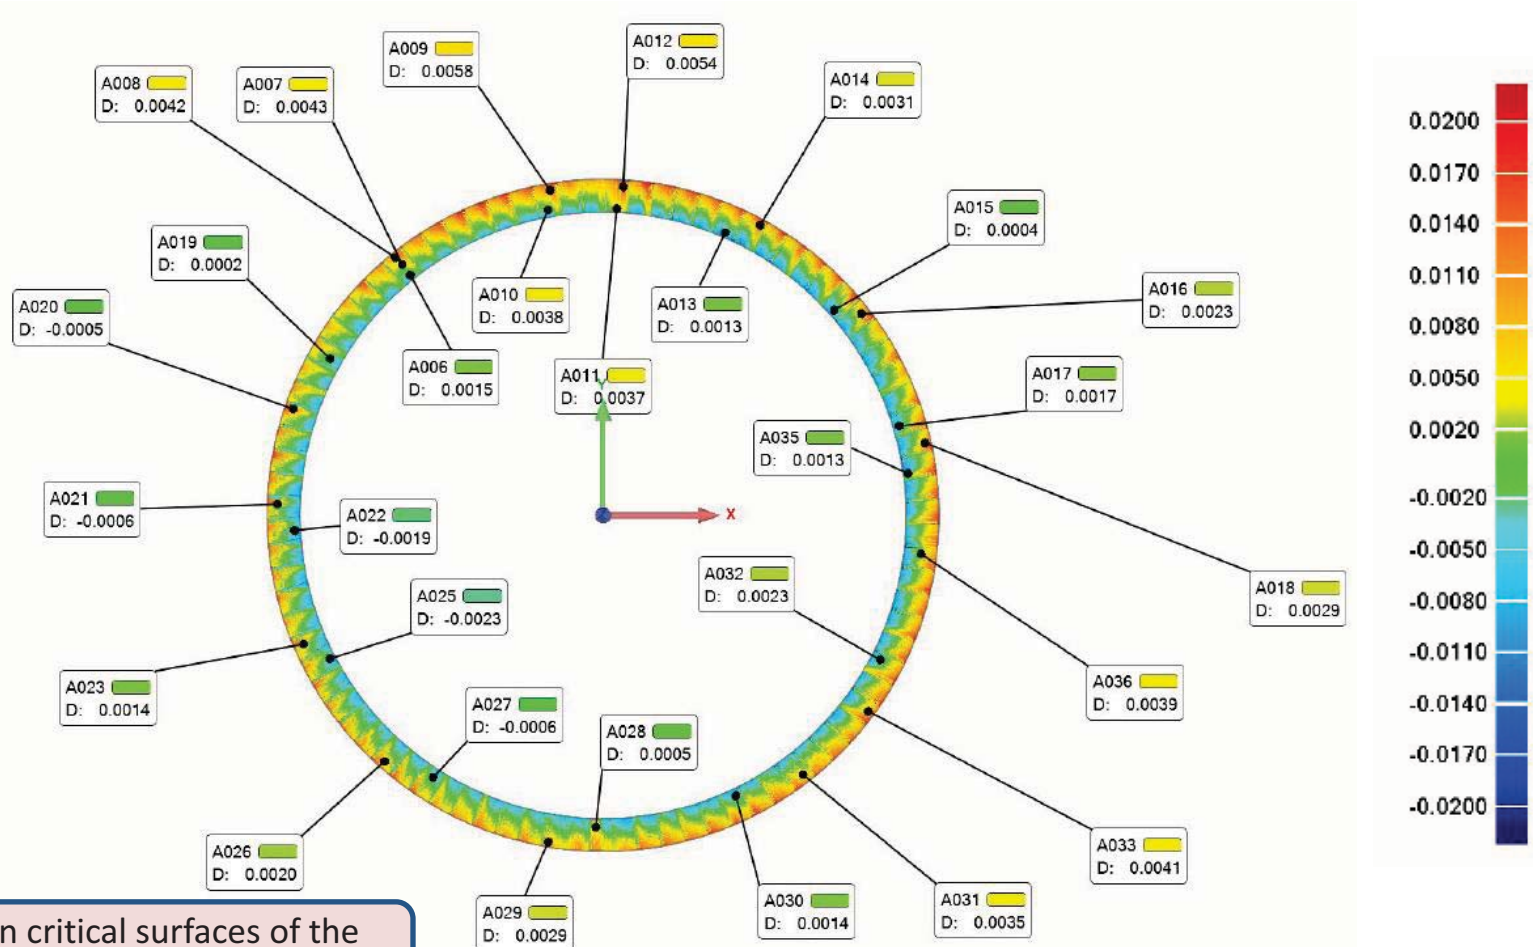 A009
D: 0.0058
A012
D: 0.0054
A008
D: 0.0042
A007
D: 0.0043
A014
D: 0.0031
A019
D: 0.0002
A015
D: 0.0004
A020
D: -0.0005
A010
D: 0.0038
A013
D: 0.0013
A016
D: 0.0023
A006
D: 0.0015
A011
D: 0.0037
Y
A017
D: 0.0017
A035
D: 0.0013
A021
D: -0.0006
A022
D: -0.0019
X
A032
D: 0.0023
A018
D: 0.0029
A025
D: -0.0023
A023
D: 0.0014
A036
D: 0.0039
A027
D: -0.0006
A028
D: 0.0005
A026
D: 0.0020
A033
D: 0.0041
A029
D: 0.0029
A030
D: 0.0014
A031
D: 0.0035
0.0200
0.0170
0.0140
0.0110
0.0080
0.0050
0.0020
-0.0020
-0.0050
-0.0080
-0.0110
-0.0140
-0.0170
-0.0200
n critical surfaces of the